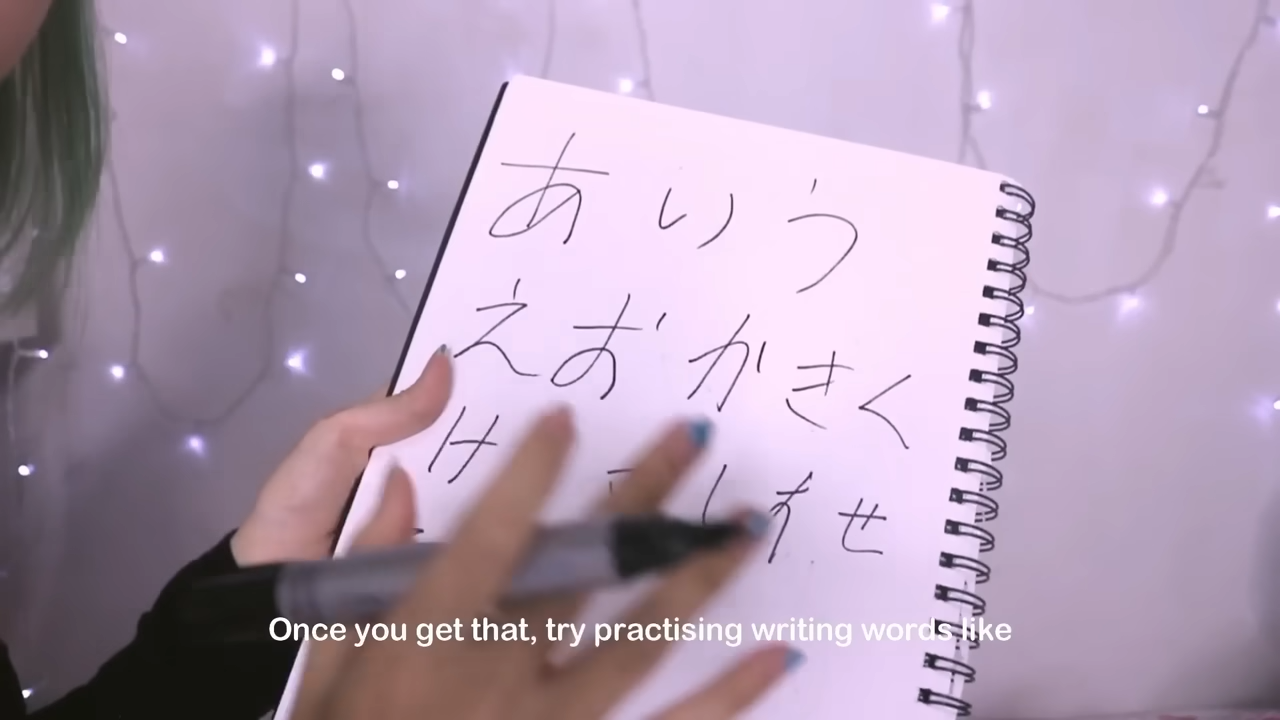 あいう
えおかきく
け し せ
Once you get that, try practising writing words like